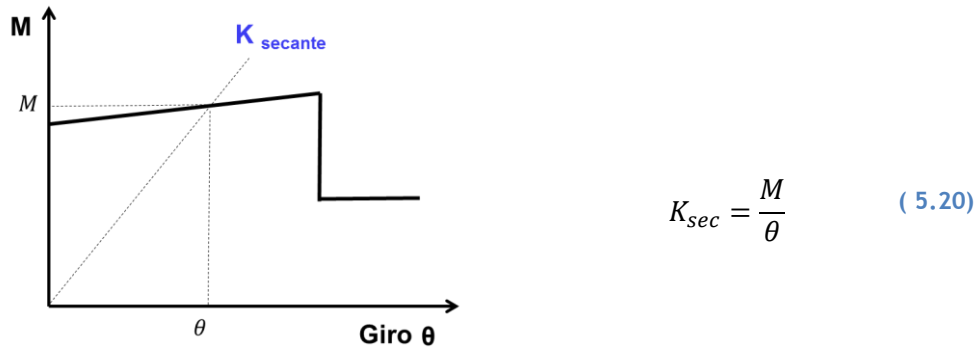 M
K secante
M
θ
Giro θ
K_sec = M/θ
( 5.20)